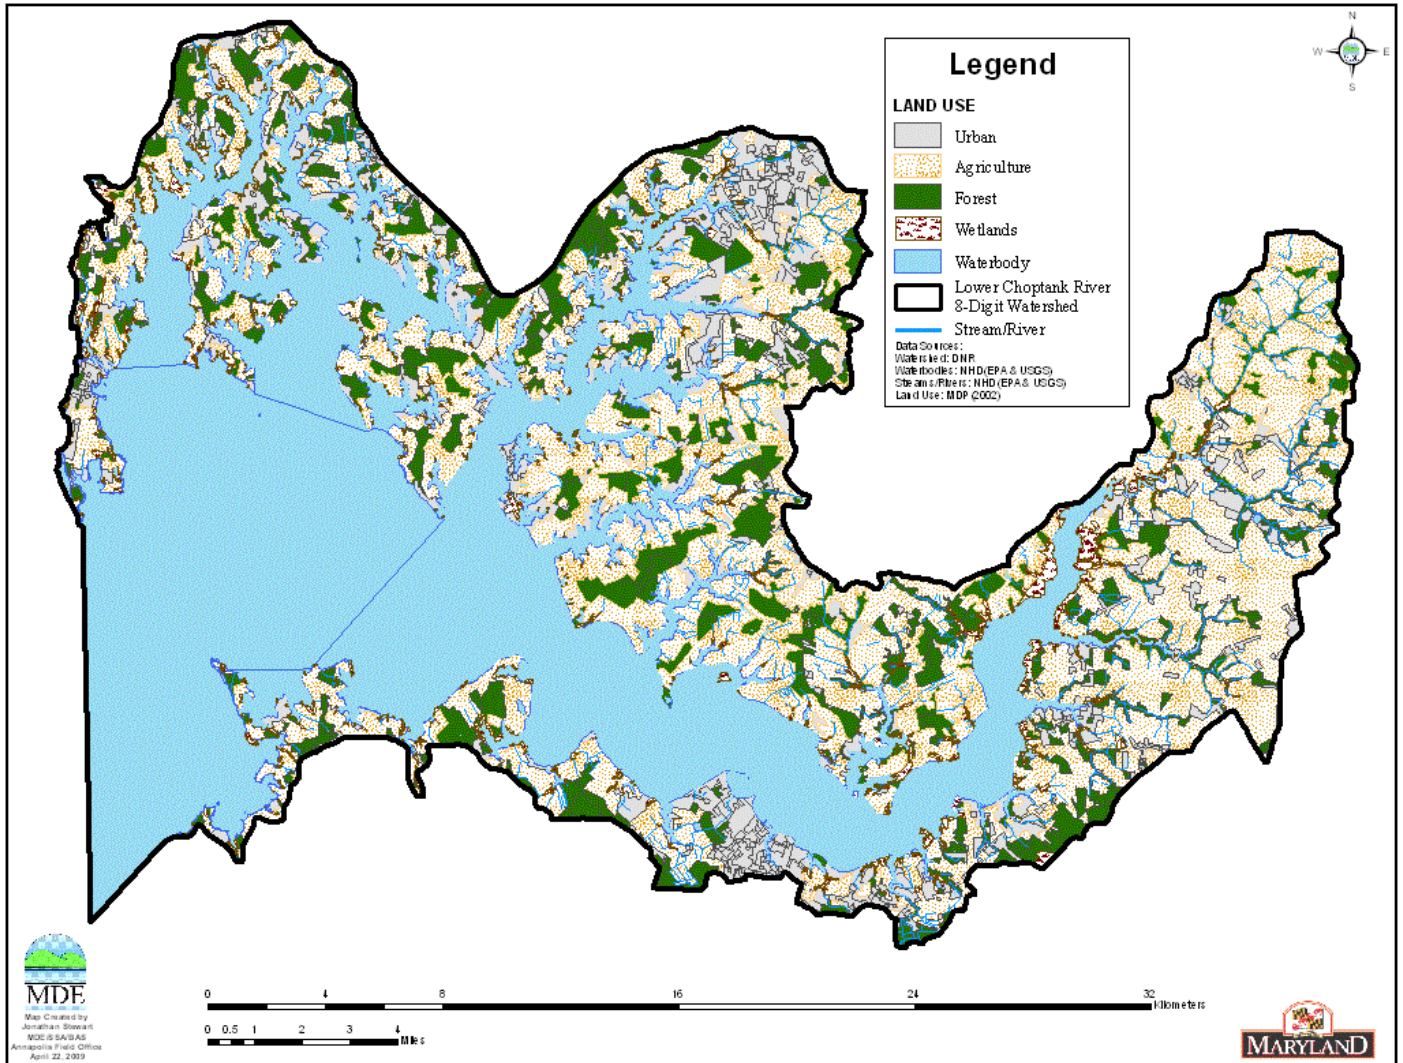 N
W
E
S
Legend
LAND USE
Urban
Agriculture
Forest
Wetlands
Waterbody
Lower Choptank River
8-Digit Watershed
Stream/River
Data Sources:
Watershed: DNR
Waterbodies: NHD (EPA & USGS)
Streams/Rivers: NHD (EPA & USGS)
Land Use: MDP (2002)
MDE
Map Created by
Jonathan Stewart
MDE/SSA/BAS
Annapolis Field Office
April 22, 2009
0 4 8 16 24 32
Kilometers
0 0.5 1 2 3 4
Miles
MARYLAND